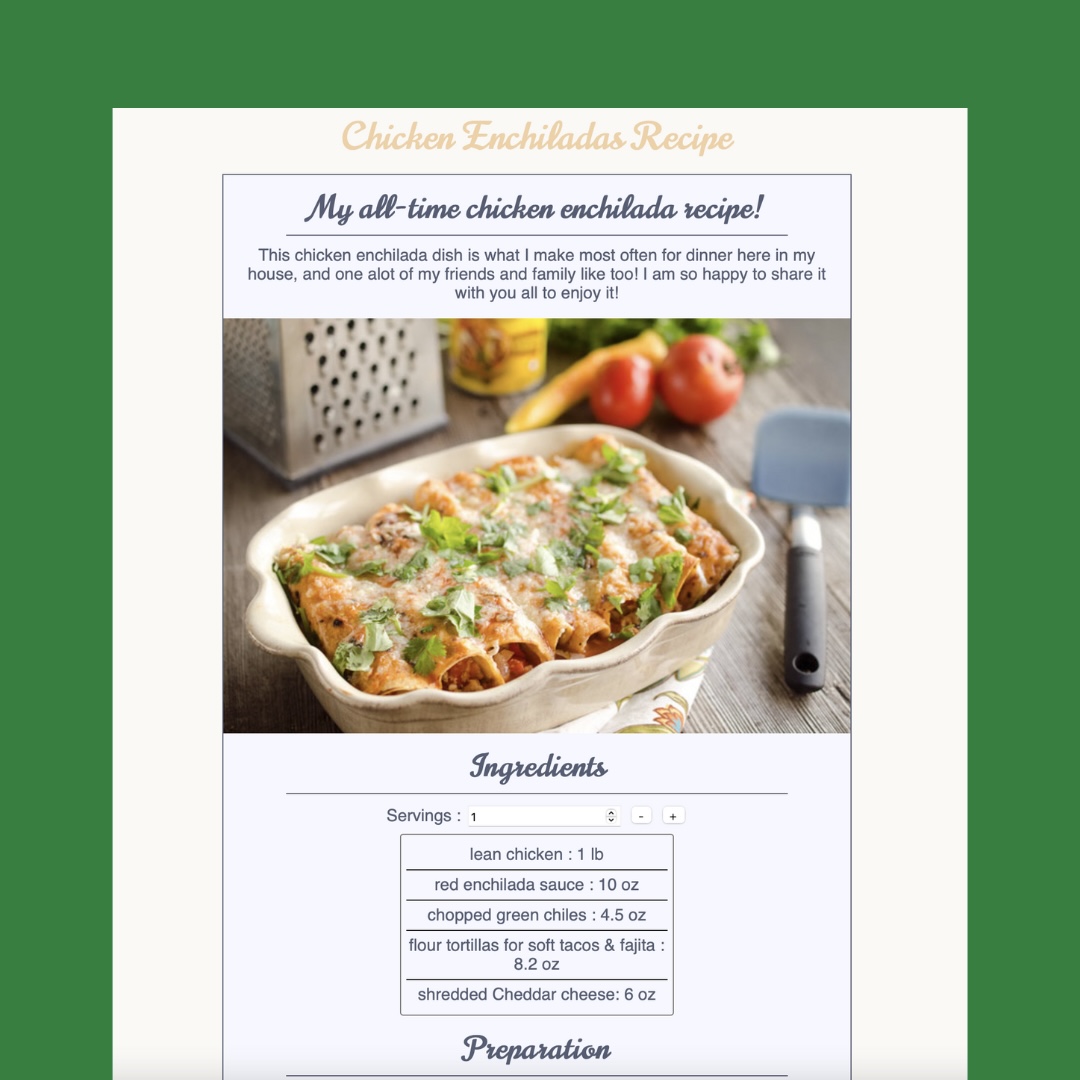 Chicken Enchiladas Recipe
My all-time chicken enchilada recipe!
This chicken enchilada dish is what I make most often for dinner here in my
house, and one alot of my friends and family like too! I am so happy to share it
with you all to enjoy it!
Ingredients
Servings : 1 - +
lean chicken : 1 lb
red enchilada sauce : 10 oz
chopped green chiles : 4.5 oz
flour tortillas for soft tacos & fajita :
8.2 oz
shredded Cheddar cheese: 6 oz
Preparation